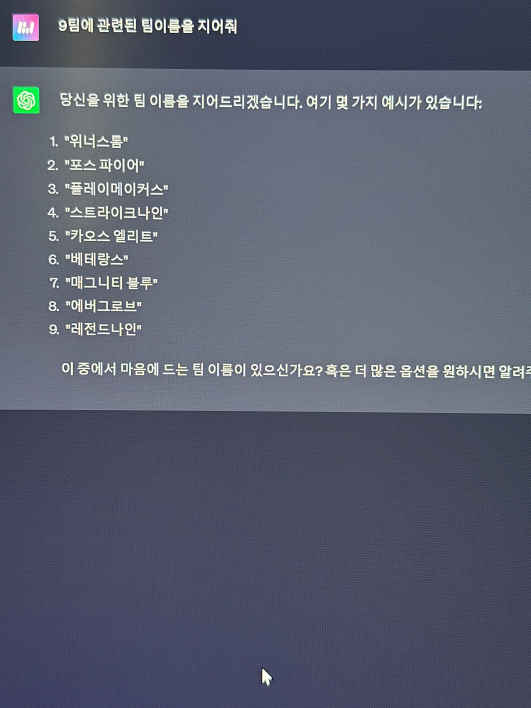 9팀에 관련된 팀이름을 지어줘
당신을 위한 팀 이름을 지어드리겠습니다. 여기 몇 가지 예시가 있습니다:
1. "위너스톰"
2. "포스 파이어"
3. "플레이메이커스"
4. "스트라이크나인"
5. "카오스 엘리트"
6. "베테랑스"
7. "매그니티 블루"
8. "에버그로브"
9. "레전드나인"
이 중에서 마음에 드는 팀 이름이 있으신가요? 혹은 더 많은 옵션을 원하시면 알려